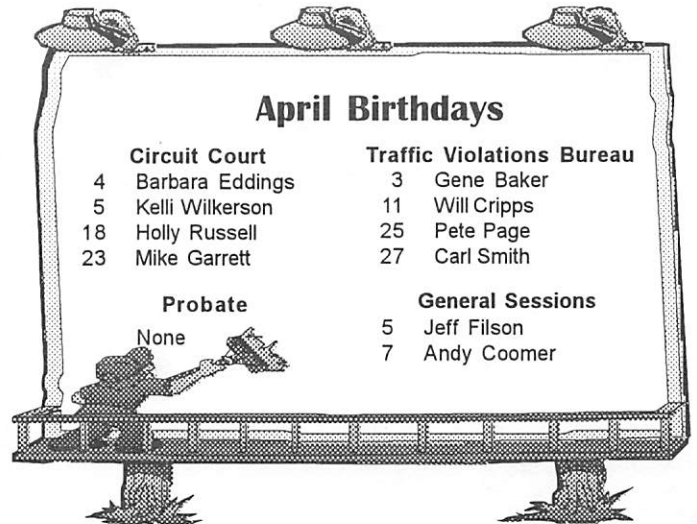 April Birthdays
Circuit Court
4 Barbara Eddings
5 Kelli Wilkerson
18 Holly Russell
23 Mike Garrett
Probate
None
Traffic Violations Bureau
3 Gene Baker
11 Will Cripps
25 Pete Page
27 Carl Smith
General Sessions
5 Jeff Filson
7 Andy Coomer